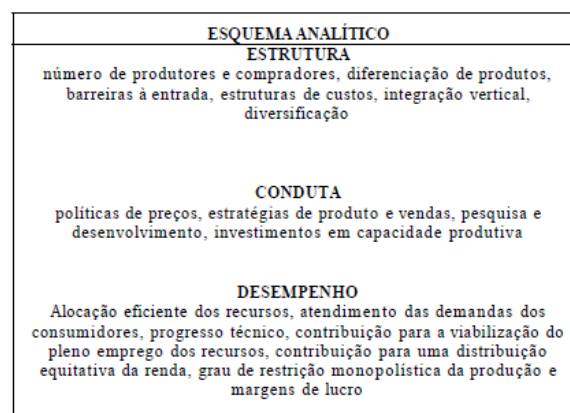 ESQUEMA ANALÍTICO
ESTRUTURA
número de produtores e compradores, diferenciação de produtos,
barreiras à entrada, estruturas de custos, integração vertical,
diversificação
CONDUTA
políticas de preços, estratégias de produto e vendas, pesquisa e
desenvolvimento, investimentos em capacidade produtiva
DESEMPENHO
Alocação eficiente dos recursos, atendimento das demandas dos
consumidores, progresso técnico, contribuição para a viabilização do
pleno emprego dos recursos, contribuição para uma distribuição
equitativa da renda, grau de restrição monopolística da produção e
margens de lucro